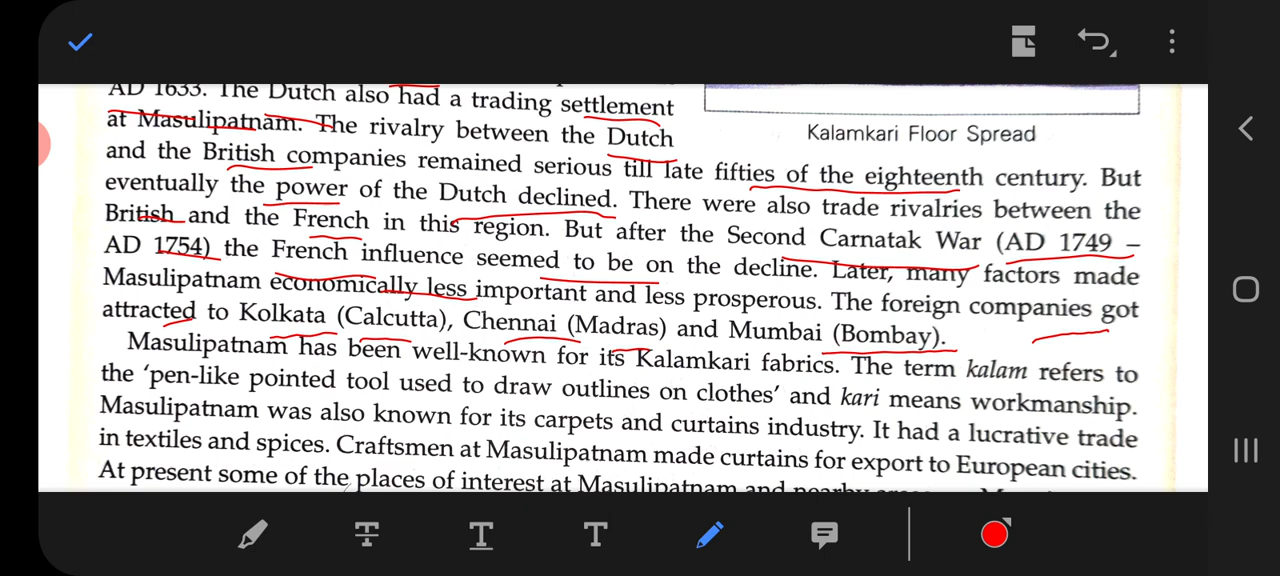 AD 1633. The Dutch also had a trading settlement
at Masulipatnam. The rivalry between the Dutch
Kalamkari Floor Spread
and the British companies remained serious till late fifties of the eighteenth century. But
eventually the power of the Dutch declined. There were also trade rivalries between the
British and the French in this region. But after the Second Carnatak War (AD 1749 –
AD 1754) the French influence seemed to be on the decline. Later, many factors made
Masulipatnam economically less important and less prosperous. The foreign companies got
attracted to Kolkata (Calcutta), Chennai (Madras) and Mumbai (Bombay).
Masulipatnam has been well-known for its Kalamkari fabrics. The term kalam refers to
the 'pen-like pointed tool used to draw outlines on clothes' and kari means workmanship.
Masulipatnam was also known for its carpets and curtains industry. It had a lucrative trade
in textiles and spices. Craftsmen at Masulipatnam made curtains for export to European cities.
At present some of the places of interest at Masulipatnam and nearby
T
T
T